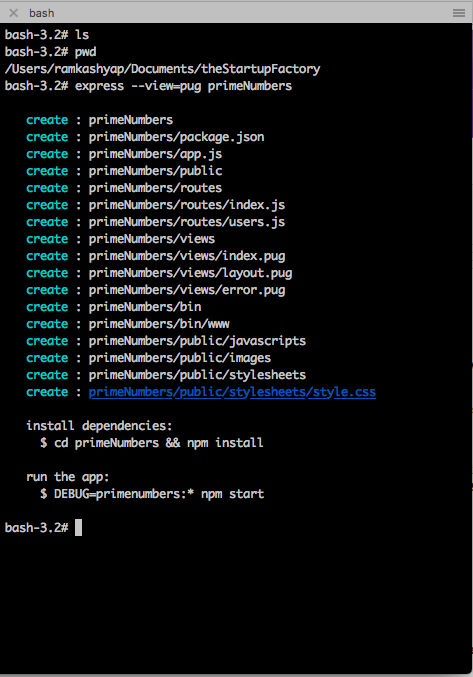 bash
bash-3.2# ls
bash-3.2# pwd
/Users/ramkashyap/Documents/theStartupFactory
bash-3.2# express --view=pug primeNumbers
create : primeNumbers
create : primeNumbers/package.json
create : primeNumbers/app.js
create : primeNumbers/public
create : primeNumbers/routes
create : primeNumbers/routes/index.js
create : primeNumbers/routes/users.js
create : primeNumbers/views
create : primeNumbers/views/index.pug
create : primeNumbers/views/layout.pug
create : primeNumbers/views/error.pug
create : primeNumbers/bin
create : primeNumbers/bin/www
create : primeNumbers/public/javascripts
create : primeNumbers/public/images
create : primeNumbers/public/stylesheets
create : primeNumbers/public/stylesheets/style.css
install dependencies:
$ cd primeNumbers && npm install
run the app:
$ DEBUG=primenumbers:* npm start
bash-3.2#